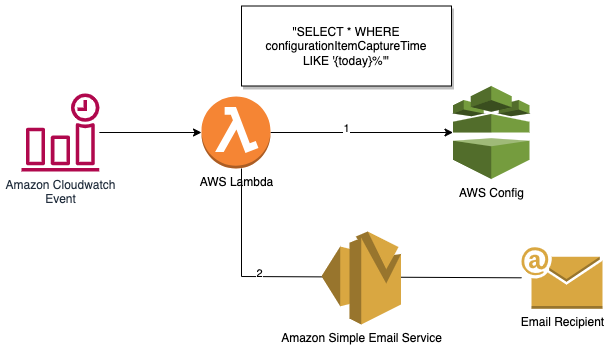 "SELECT * WHERE
configurationItemCaptureTime
LIKE '{today}%'"
1
Amazon Cloudwatch
Event
AWS Lambda
AWS Config
2
@
Amazon Simple Email Service
Email Recipient